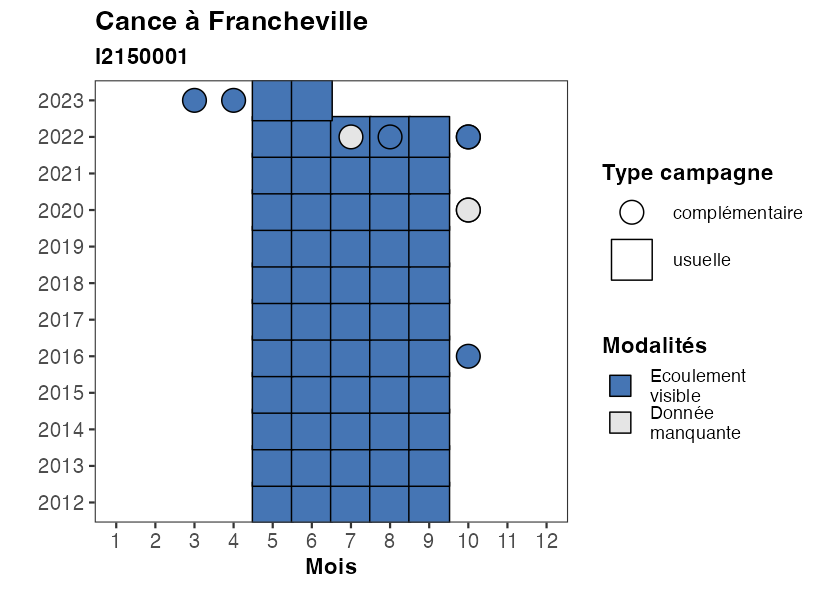 Cance à Francheville
I2150001
2023
2022
2021
2020
2019
2018
2017
2016
2015
2014
2013
2012
1 2 3 4 5 6 7 8 9 10 11 12
Mois
Type campagne
complémentaire
usuelle
Modalités
Ecoulement
visible
Donnée
manquante